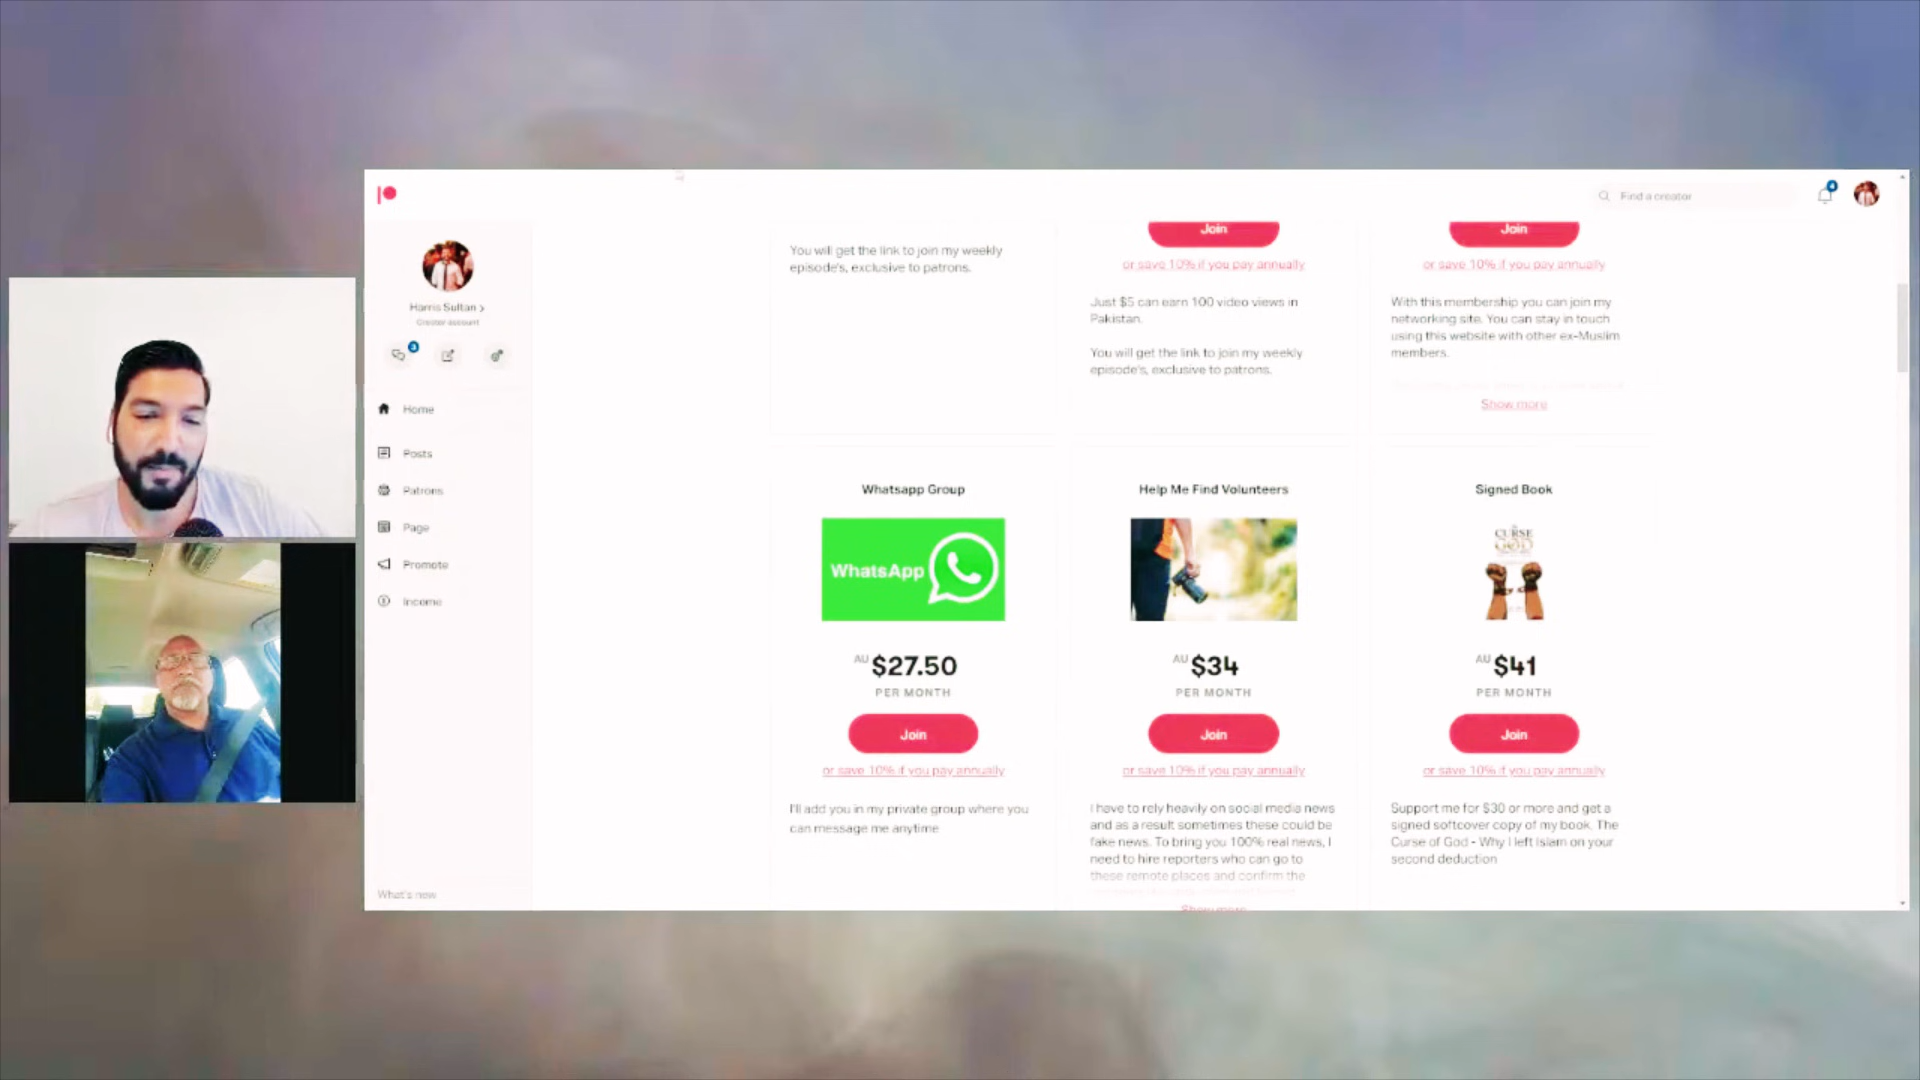 Find a creator
4
Harris Sultan
Creator account
3
Home
Posts
Patrons
Page
Promote
Income
What's new
You will get the link to join my weekly
episode's, exclusive to patrons.
Join
or save 10% if you pay annually
Just $5 can earn 100 video views in
Pakistan.
You will get the link to join my weekly
episode's, exclusive to patrons.
Join
or save 10% if you pay annually
With this membership you can join my
networking site. You can stay in touch
using this website with other ex-Muslim
members.
Show more
Whatsapp Group
WhatsApp
AU $27.50
PER MONTH
Join
or save 10% if you pay annually
I'll add you in my private group where you
can message me anytime
Help Me Find Volunteers
AU $34
PER MONTH
Join
or save 10% if you pay annually
I have to rely heavily on social media news
and as a result sometimes these could be
fake news. To bring you 100% real news, I
need to hire reporters who can go to
these remote places and confirm the
Show more
Signed Book
CURSE
GOD
AU $41
PER MONTH
Join
or save 10% if you pay annually
Support me for $30 or more and get a
signed softcover copy of my book, The
Curse of God - Why I left Islam on your
second deduction